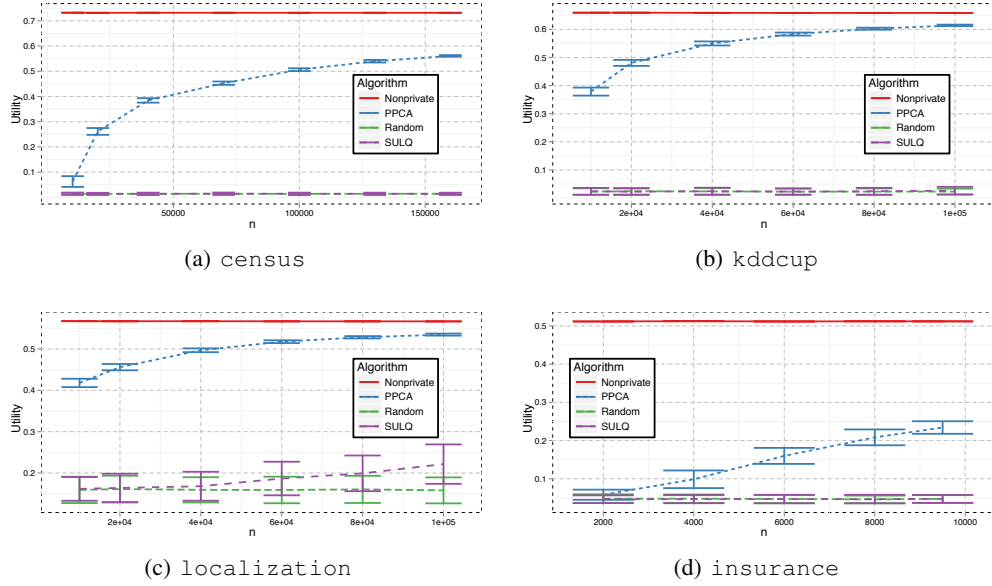 0.7
0.6
0.5
0.4
0.3
0.2
0.1
Utility
Algorithm
Nonprivate
PPCA
Random
SULQ
50000 100000 150000
n
(a) census
0.6
0.5
0.4
0.3
0.2
0.1
Utility
Algorithm
Nonprivate
PPCA
Random
SULQ
2e+04 4e+04 6e+04 8e+04 1e+05
n
(b) kddcup
0.5
0.4
0.3
0.2
Utility
Algorithm
Nonprivate
PPCA
Random
SULQ
2e+04 4e+04 6e+04 8e+04 1e+05
n
(c) localization
0.5
0.4
0.3
0.2
0.1
Utility
Algorithm
Nonprivate
PPCA
Random
SULQ
2000 4000 6000 8000 10000
n
(d) insurance